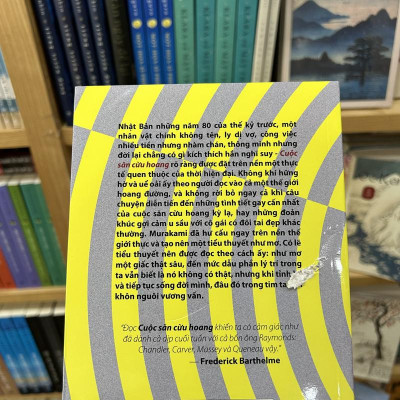 Nhật Bản những năm 80 của thế kỷ trước, một
nhân vật chính không tên, ly dị vợ, công việc
nhiều tiền nhưng nhàm chán, thông minh nhưng
đời lại chẳng có gì kích thích hắn nghĩ suy - Cuộc
săn cừu hoang rõ ràng được đặt trên nền một thực
tế quen thuộc của thời hiện đại. Không khí hững
hờ và uể oải ấy theo người đọc vào cả một thế giới
hoang đường, và không rời bỏ ngay cả khi câu
chuyện diễn tiến đến những tình tiết gay cấn nhất
của cuộc săn cừu hoang kỳ lạ, hay những đoản
khúc gợi cảm u sầu với cô gái có đôi tai đẹp khác
thường. Murakami đã hư cấu ngay trên nền thế
giới thực và tạo nên một tiểu thuyết như mơ. Có lẽ
tiểu thuyết nên được đọc theo cách ấy: như mơ
một giấc thật sâu, đến mức dẫu phần lý trí trong
ta vẫn biết là nó không có thật, nhưng khi tỉnh
và tiếp tục sống đời mình, đâu đó trong tim ta
khôn nguôi vương vấn.
"Đọc Cuộc săn cừu hoang khiến ta có cảm giác như
đã dành cả dịp cuối tuần với cả bốn ông Raymonds:
Chandler, Carver, Massey và Queneau vậy."
— Frederick Barthelme